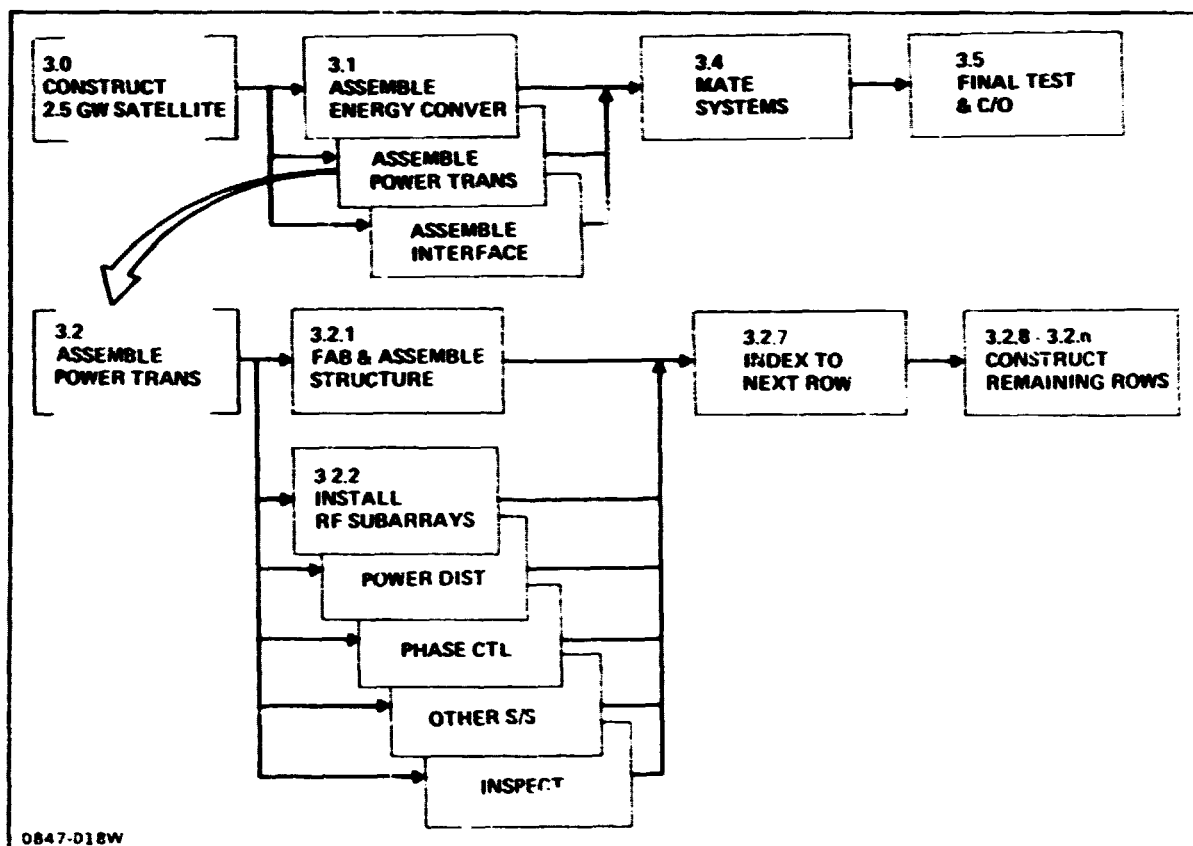 3.0
CONSTRUCT
2.5 GW SATELLITE
3.1
ASSEMBLE
ENERGY CONVER
ASSEMBLE
POWER TRANS
ASSEMBLE
INTERFACE
3.4
MATE
SYSTEMS
3.5
FINAL TEST
& C/O
3.2
ASSEMBLE
POWER TRANS
3.2.1
FAB & ASSEMBLE
STRUCTURE
3.2.2
INSTALL
RF SUBARRAYS
POWER DIST
PHASE CTL
OTHER S/S
INSPECT
3.2.7
INDEX TO
NEXT ROW
3.2.8 - 3.2.n
CONSTRUCT
REMAINING ROWS
0847-018W